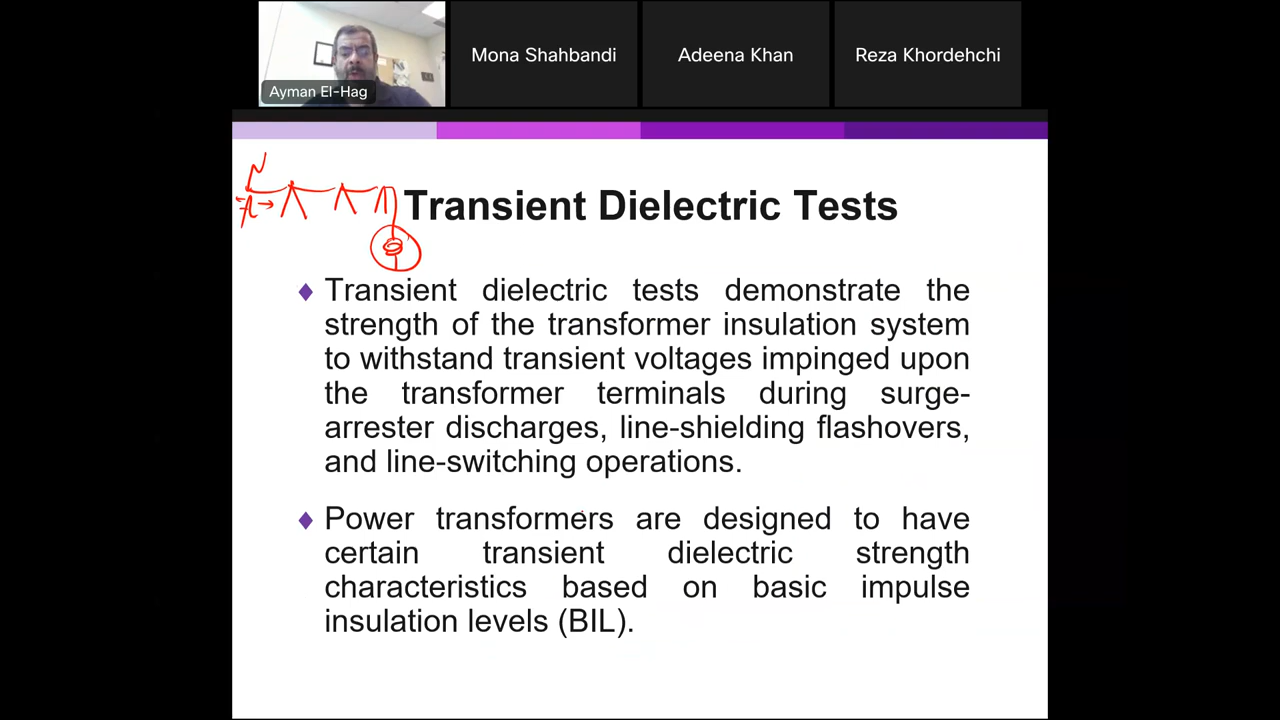 Ayman El-Hag
Mona Shahbandi
Adeena Khan
Reza Khordehchi
Transient Dielectric Tests
Transient dielectric tests demonstrate the
strength of the transformer insulation system
to withstand transient voltages impinged upon
the transformer terminals during surge-
arrester discharges, line-shielding flashovers,
and line-switching operations.
Power transformers are designed to have
certain transient dielectric strength
characteristics based on basic impulse
insulation levels (BIL).